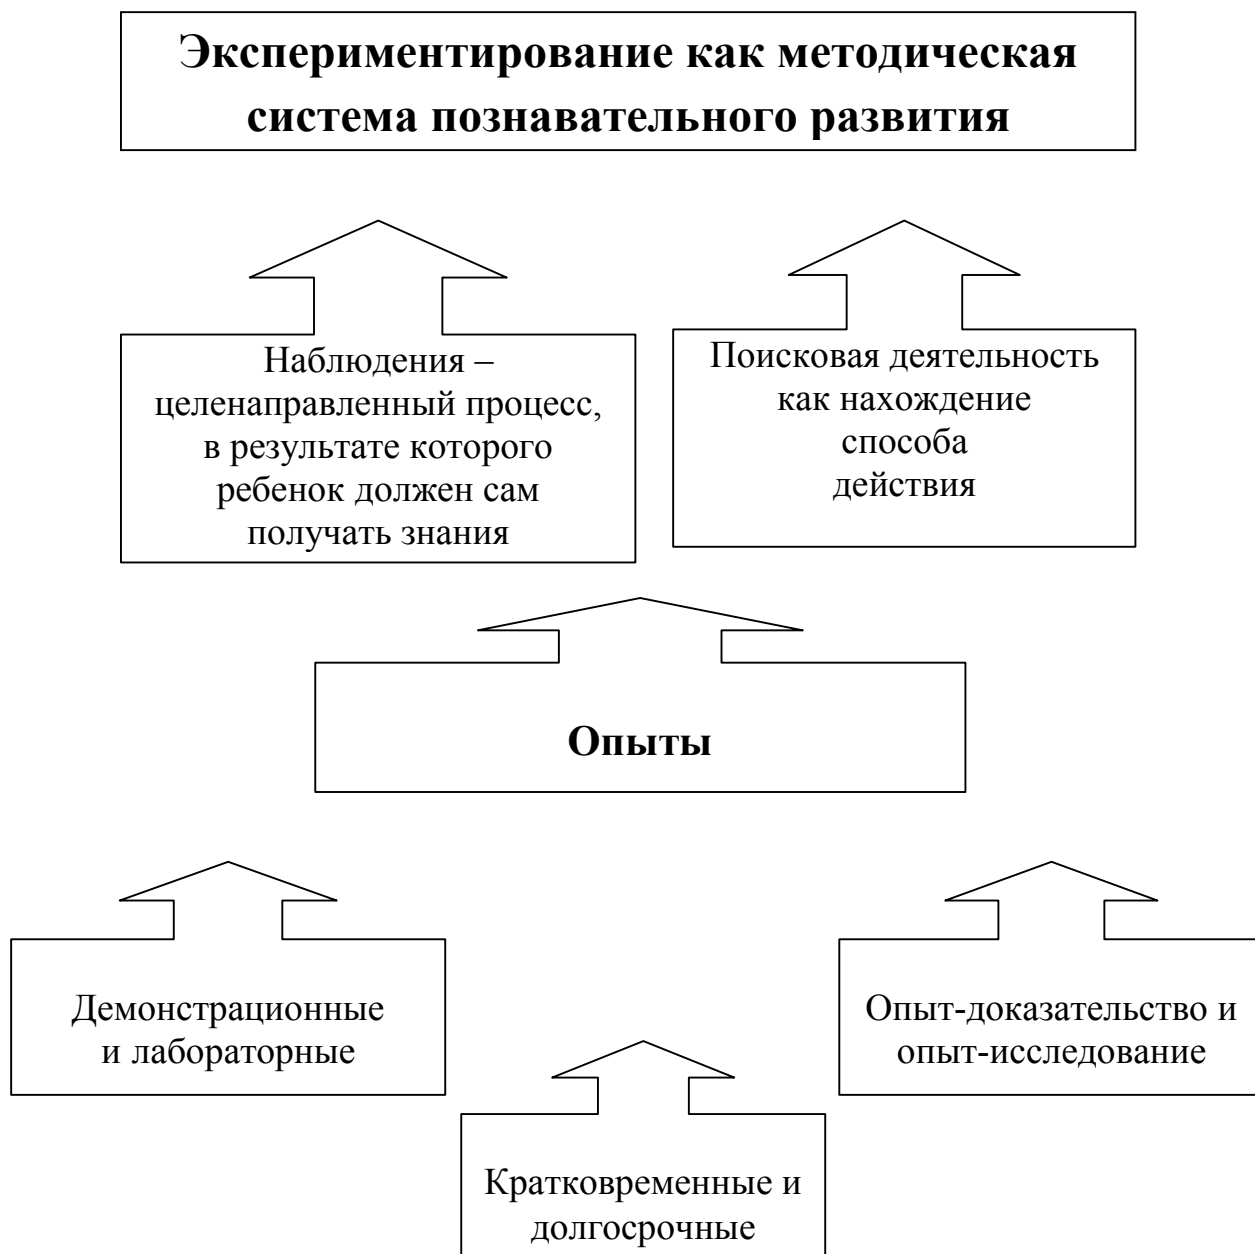 Экспериментирование как методическая
система познавательного развития
Наблюдения –
целенаправленный процесс,
в результате которого
ребенок должен сам
получать знания
Поисковая деятельность
как нахождение
способа
действия
Опыты
Демонстрационные
и лабораторные
Опыт-доказательство и
опыт-исследование
Кратковременные и
долгосрочные